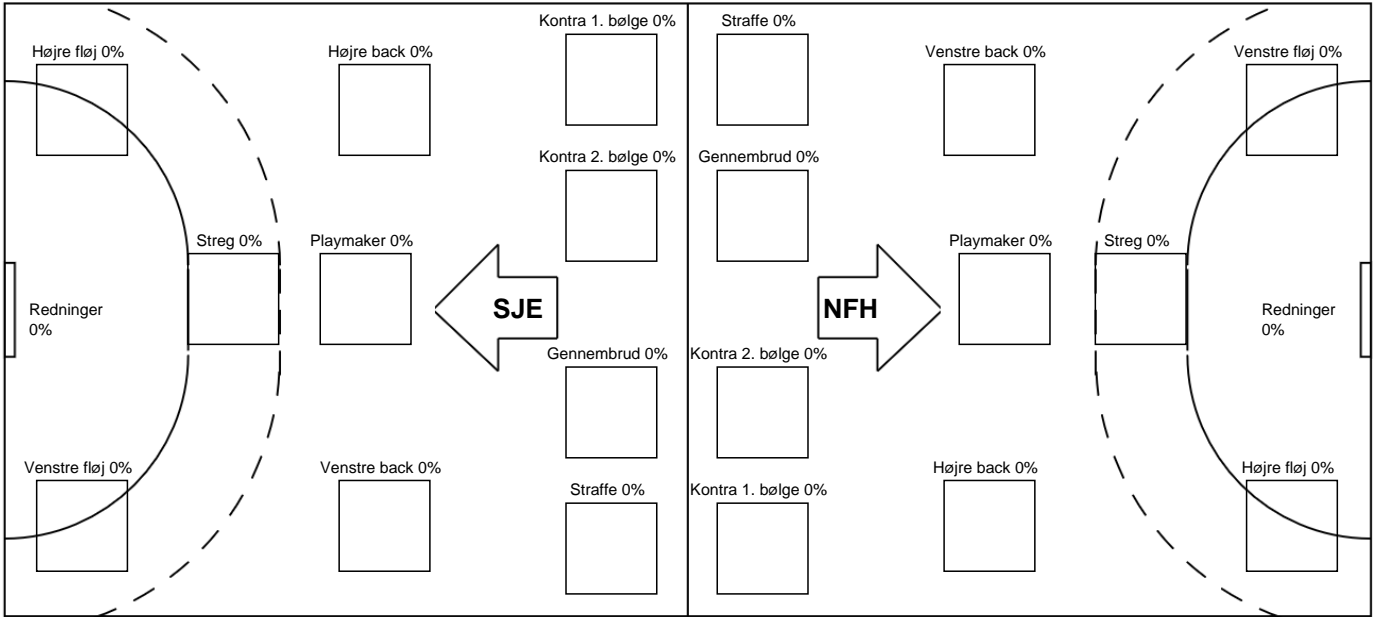 Kontra 1. bølge 0%
Straffe 0%
Højre fløj 0%
Højre back 0%
Venstre back 0%
Venstre fløj 0%
Kontra 2. bølge 0%
Gennembrud 0%
Streg 0%
Playmaker 0%
Playmaker 0%
Streg 0%
Redninger
0%
SJE
NFH
Redninger
0%
Gennembrud 0%
Kontra 2. bølge 0%
Venstre fløj 0%
Venstre back 0%
Straffe 0%
Kontra 1. bølge 0%
Højre back 0%
Højre fløj 0%